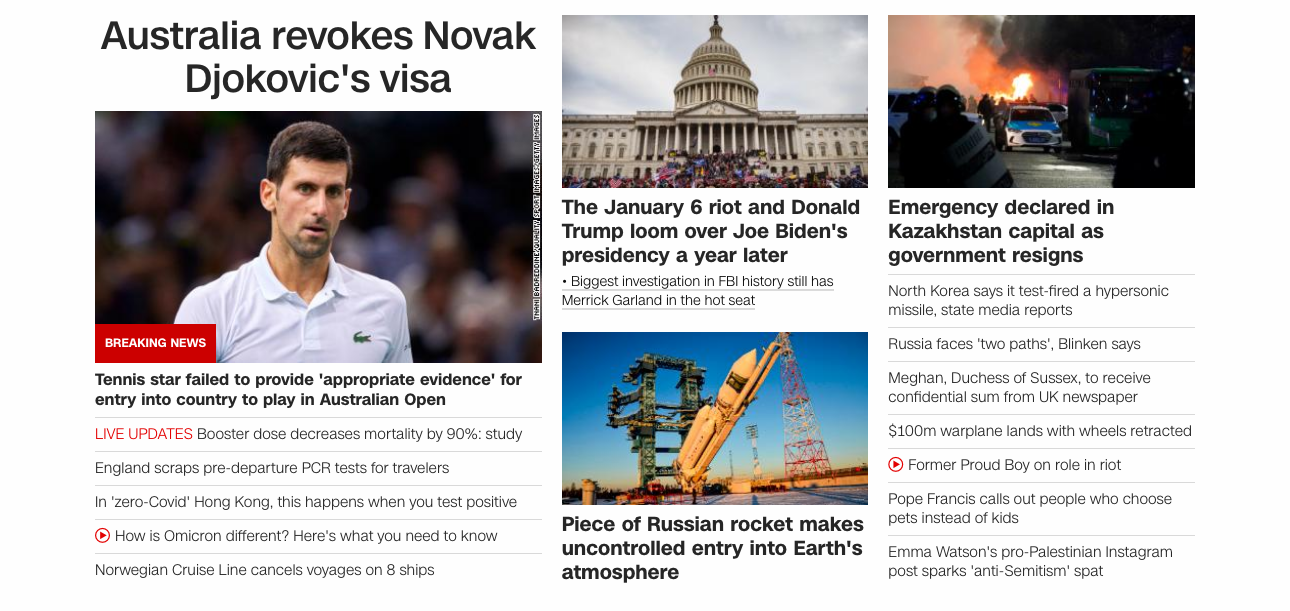 Australia revokes Novak
Djokovic's visa
THANI BADREDDINE/QUALITY SPORT IMAGES/GETTY IMAGES
BREAKING NEWS
Tennis star failed to provide 'appropriate evidence' for
entry into country to play in Australian Open
LIVE UPDATES Booster dose decreases mortality by 90%: study
England scraps pre-departure PCR tests for travelers
In 'zero-Covid' Hong Kong, this happens when you test positive
How is Omicron different? Here's what you need to know
Norwegian Cruise Line cancels voyages on 8 ships
The January 6 riot and Donald
Trump loom over Joe Biden's
presidency a year later
• Biggest investigation in FBI history still has
Merrick Garland in the hot seat
Piece of Russian rocket makes
uncontrolled entry into Earth's
atmosphere
Emergency declared in
Kazakhstan capital as
government resigns
North Korea says it test-fired a hypersonic
missile, state media reports
Russia faces 'two paths', Blinken says
Meghan, Duchess of Sussex, to receive
confidential sum from UK newspaper
$100m warplane lands with wheels retracted
Former Proud Boy on role in riot
Pope Francis calls out people who choose
pets instead of kids
Emma Watson's pro-Palestinian Instagram
post sparks 'anti-Semitism' spat